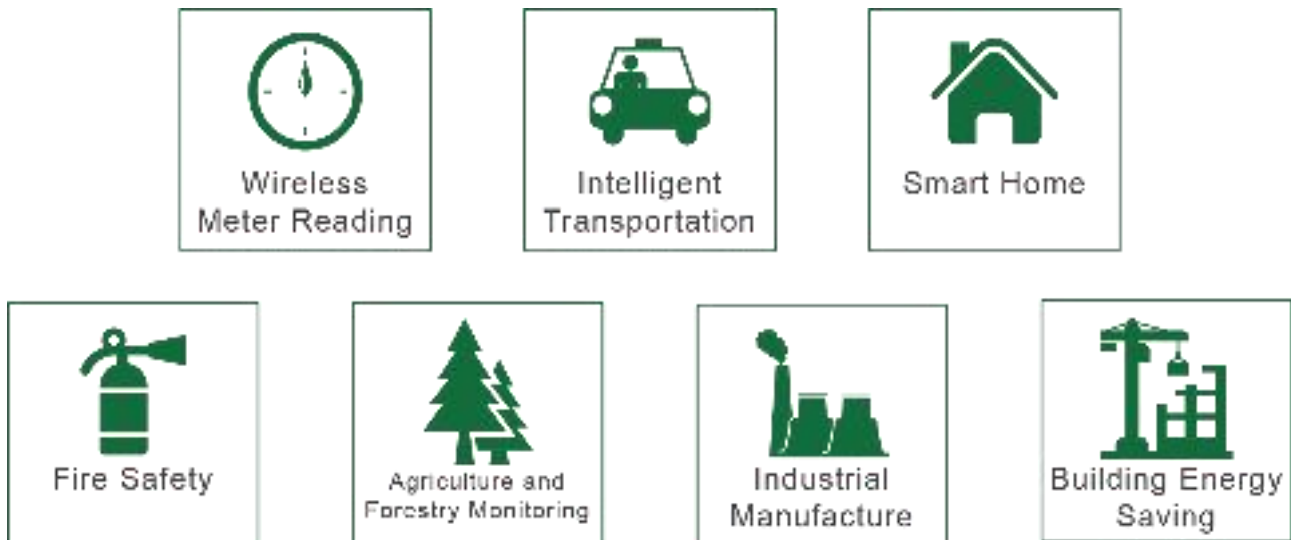 Wireless
Meter Reading
Intelligent
Transportation
Smart Home
Fire Safety
Agriculture and
Forestry Monitoring
Industrial
Manufacture
Building Energy
Saving